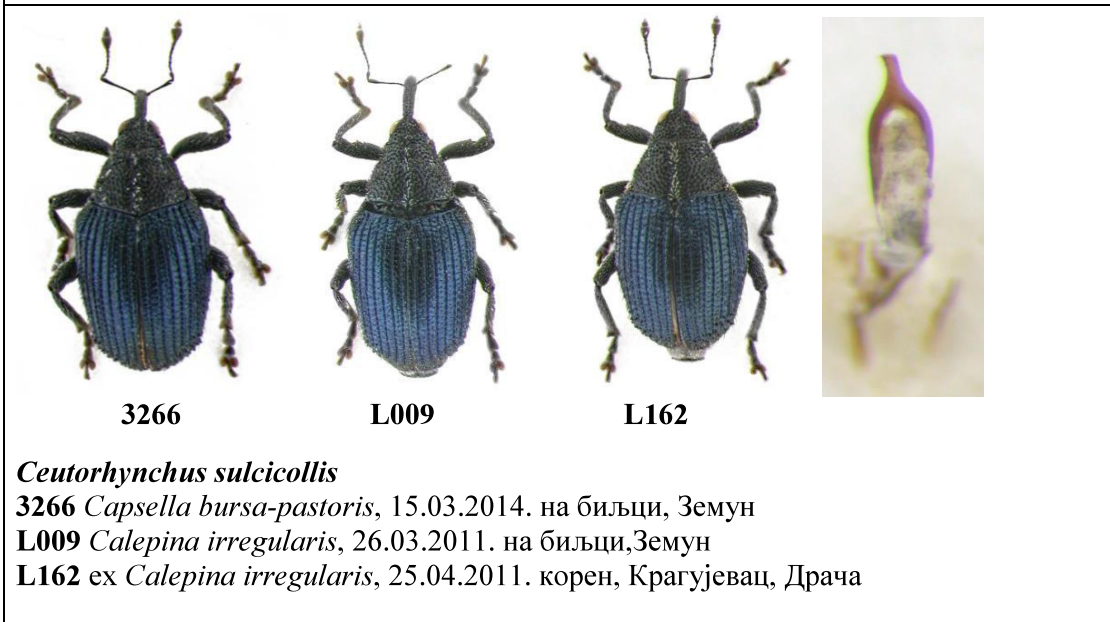 3266
L009
L162
Ceutorhynchus sulcicollis
3266 Capsella bursa-pastoris, 15.03.2014. на биљци, Земун
L009 Calepina irregularis, 26.03.2011. на биљци,Земун
L162 ex Calepina irregularis, 25.04.2011. корен, Крагујевац, Драча